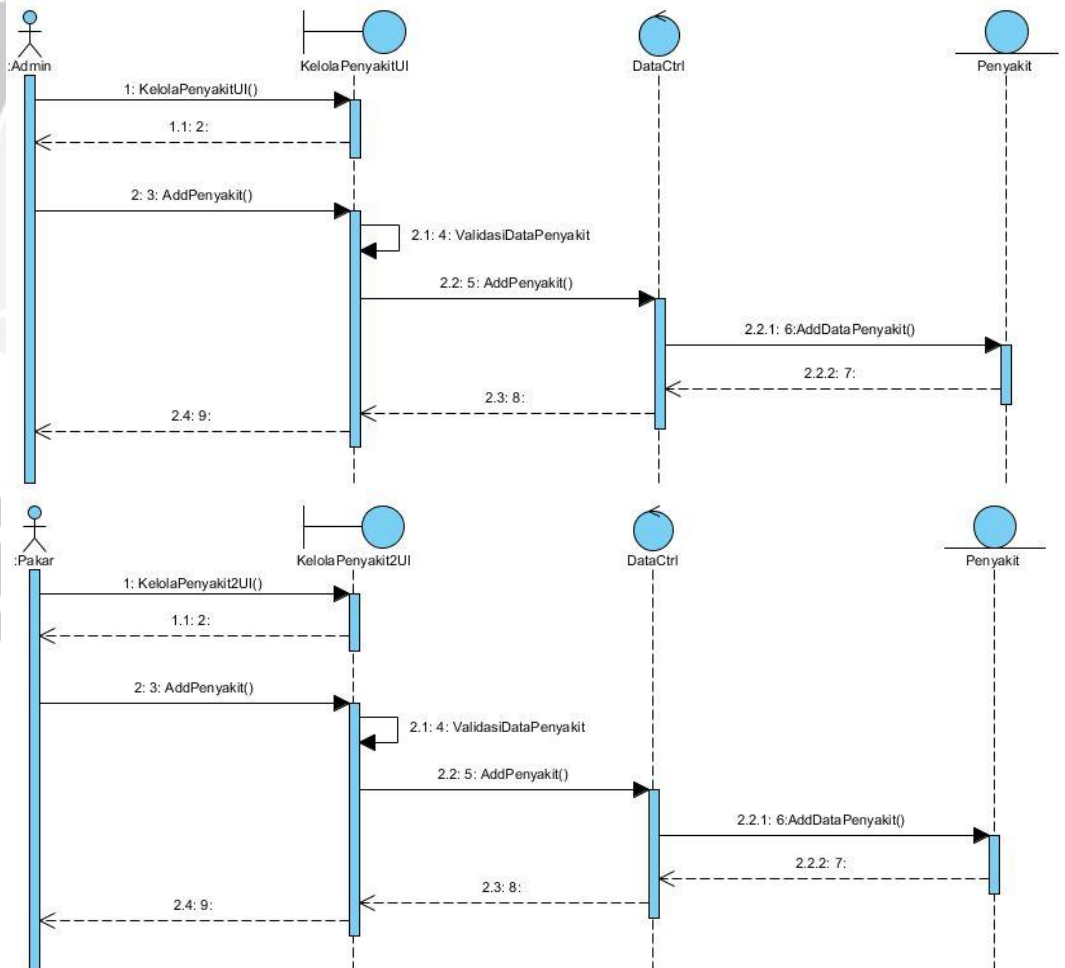 :Admin
KelolaPenyakitUI
DataCtrl
Penyakit
1: KelolaPenyakitUI()
1.1: 2:
2: 3: AddPenyakit()
2.1: 4: ValidasiDataPenyakit
2.2: 5: AddPenyakit()
2.2.1: 6:AddDataPenyakit()
2.2.2: 7:
2.3: 8:
2.4: 9:
:Pakar
KelolaPenyakit2UI
DataCtrl
Penyakit
1: KelolaPenyakit2UI()
1.1: 2:
2: 3: AddPenyakit()
2.1: 4: ValidasiDataPenyakit
2.2: 5: AddPenyakit()
2.2.1: 6:AddDataPenyakit()
2.2.2: 7:
2.3: 8:
2.4: 9: